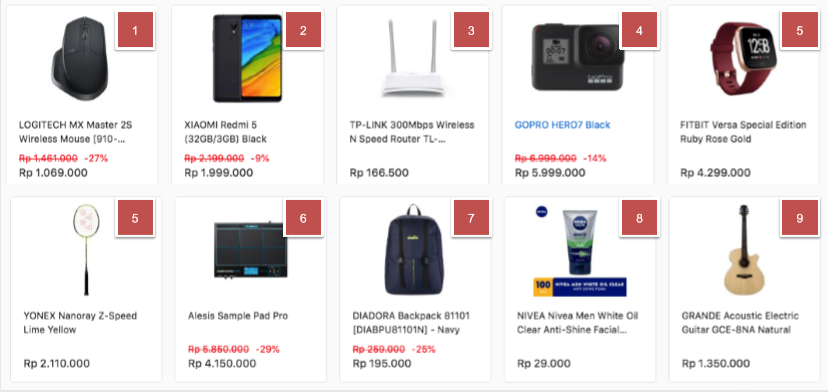 1
LOGITECH MX Master 2S
Wireless Mouse (910-...
Rp 1.461.000 -27%
Rp 1.069.000
2
XIAOMI Redmi 5
(32GB/3GB) Black
Rp 2.199.000 -9%
Rp 1.999.000
3
TP-LINK 300Mbps Wireless
N Speed Router TL-...
Rp 166.500
4
GOPRO HERO7 Black
Rp 6.999.000 -14%
Rp 5.999.000
5
FITBIT Versa Special Edition
Ruby Rose Gold
Rp 4.299.000
5
YONEX Nanoray Z-Speed
Lime Yellow
Rp 2.110.000
6
Alesis Sample Pad Pro
Rp 5.850.000 -29%
Rp 4.150.000
7
diadora
DIADORA Backpack 81101
[DIABPU81101N] - Navy
Rp 259.000 -25%
Rp 195.000
8
NIVEA
NIVEA
MEN
100 NIVEA MEN WHITE OIL CLEAR
NIVEA Nivea Men White Oil
Clear Anti-Shine Facial...
Rp 29.000
9
GRANDE Acoustic Electric
Guitar GCE-8NA Natural
Rp 1.350.000